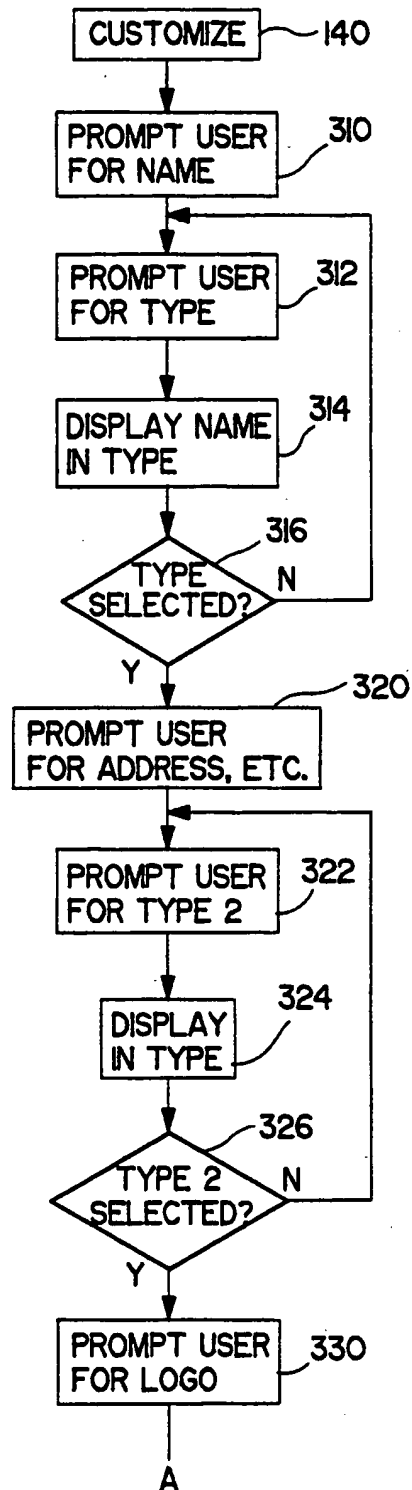 CUSTOMIZE
140
PROMPT USER
FOR NAME
310
PROMPT USER
FOR TYPE
312
DISPLAY NAME
IN TYPE
314
316
TYPE
SELECTED?
N
Y
320
PROMPT USER
FOR ADDRESS, ETC.
PROMPT USER
FOR TYPE 2
322
DISPLAY
IN TYPE
324
326
TYPE 2
SELECTED?
N
Y
PROMPT USER
FOR LOGO
330
A